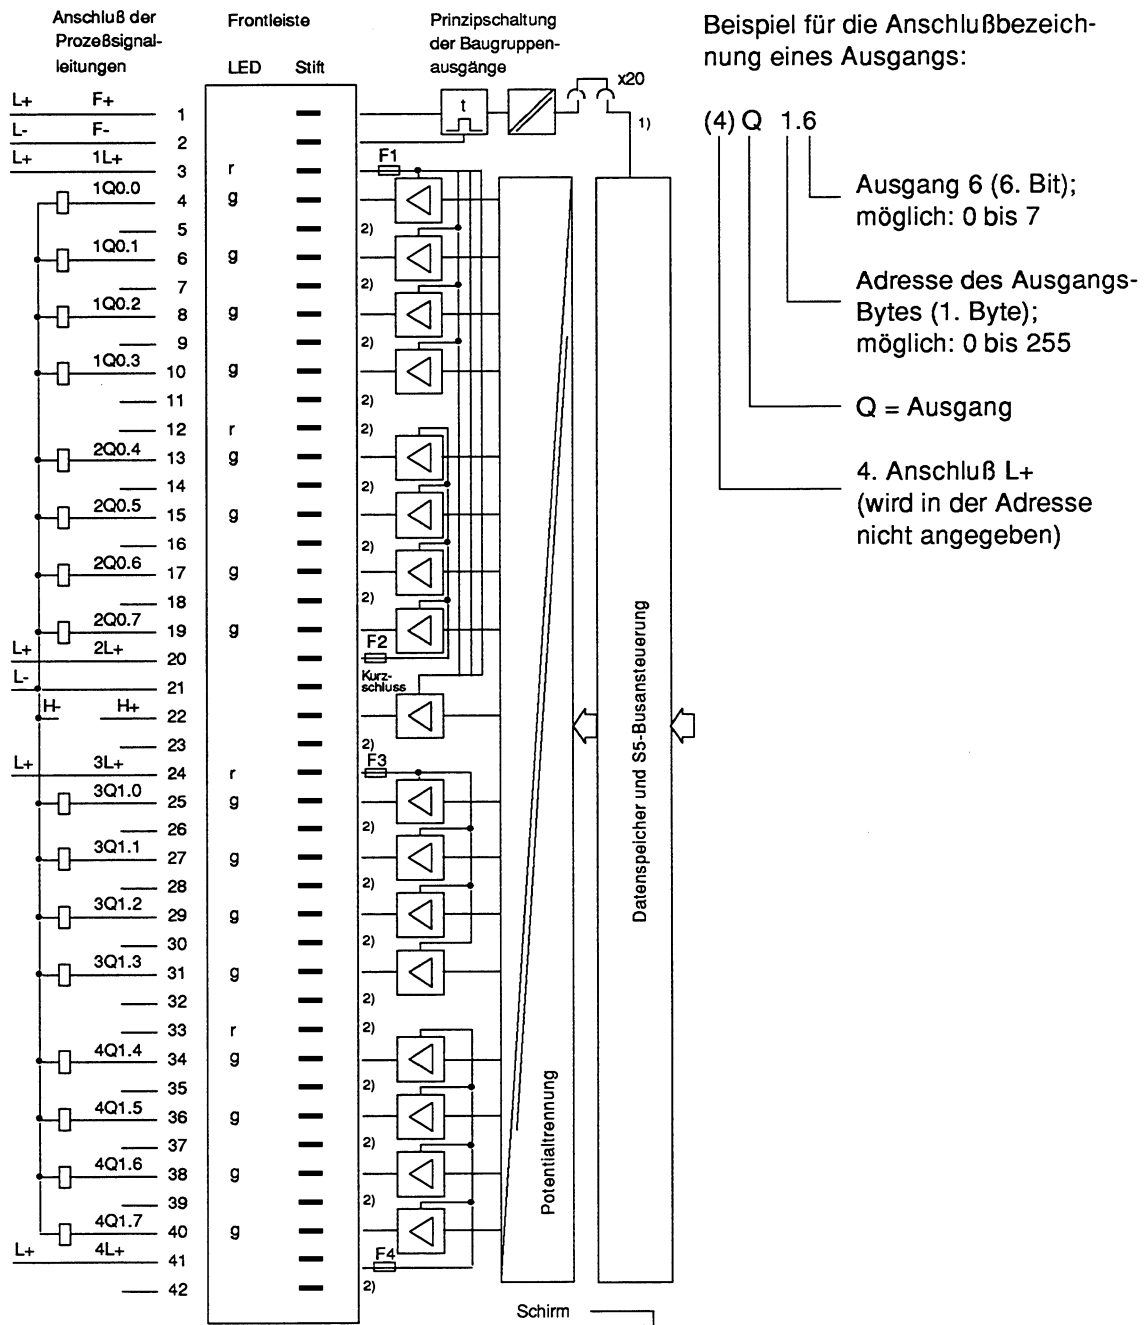 Anschluß der
Prozeßsignal-
leitungen
Frontleiste
LED Stift
Prinzipschaltung
der Baugruppen-
ausgänge
Beispiel für die Anschlußbezeich-
nung eines Ausgangs:
(4) Q 1.6
Ausgang 6 (6. Bit);
möglich: 0 bis 7
Adresse des Ausgangs-
Bytes (1. Byte);
möglich: 0 bis 255
Q = Ausgang
4. Anschluß L+
(wird in der Adresse
nicht angegeben)
x20
1)
t
L+ F+ 1
L- F- 2
L+ 1L+ 3 r F1
1Q0.0 4 g
5 2)
1Q0.1 6 g
7 2)
1Q0.2 8 g
9 2)
1Q0.3 10 g
11 2)
12 r 2)
2Q0.4 13 g
14 2)
2Q0.5 15 g
16 2)
2Q0.6 17 g
18 2)
2Q0.7 19 g
L+ 2L+ 20 F2
L- 21 Kurz-
schluss
H- H+ 22
23 2)
L+ 3L+ 24 r F3
3Q1.0 25 g
26 2)
3Q1.1 27 g
28 2)
3Q1.2 29 g
30 2)
3Q1.3 31 g
32 2)
33 r 2)
4Q1.4 34 g
35 2)
4Q1.5 36 g
37 2)
4Q1.6 38 g
39 2)
4Q1.7 40 g
L+ 4L+ 41 F4
42 2)
Potentialtrennung
Datenspeicher und S5-Busansteuerung
Schirm